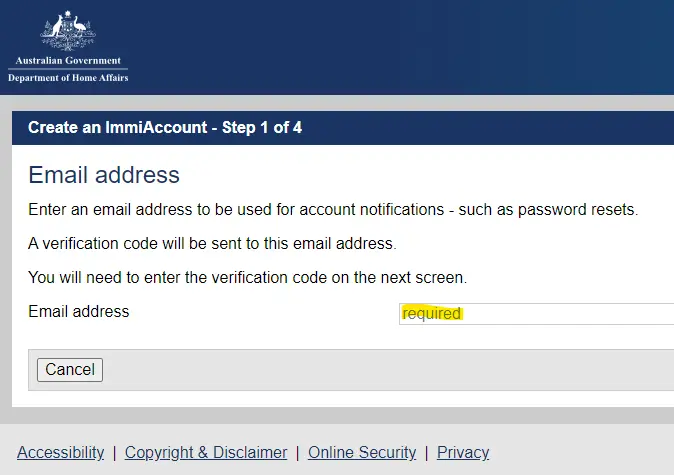 Australian Government
Department of Home Affairs
Create an ImmiAccount - Step 1 of 4
Email address
Enter an email address to be used for account notifications - such as password resets.
A verification code will be sent to this email address.
You will need to enter the verification code on the next screen.
Email address required
Cancel
Accessibility | Copyright & Disclaimer | Online Security | Privacy